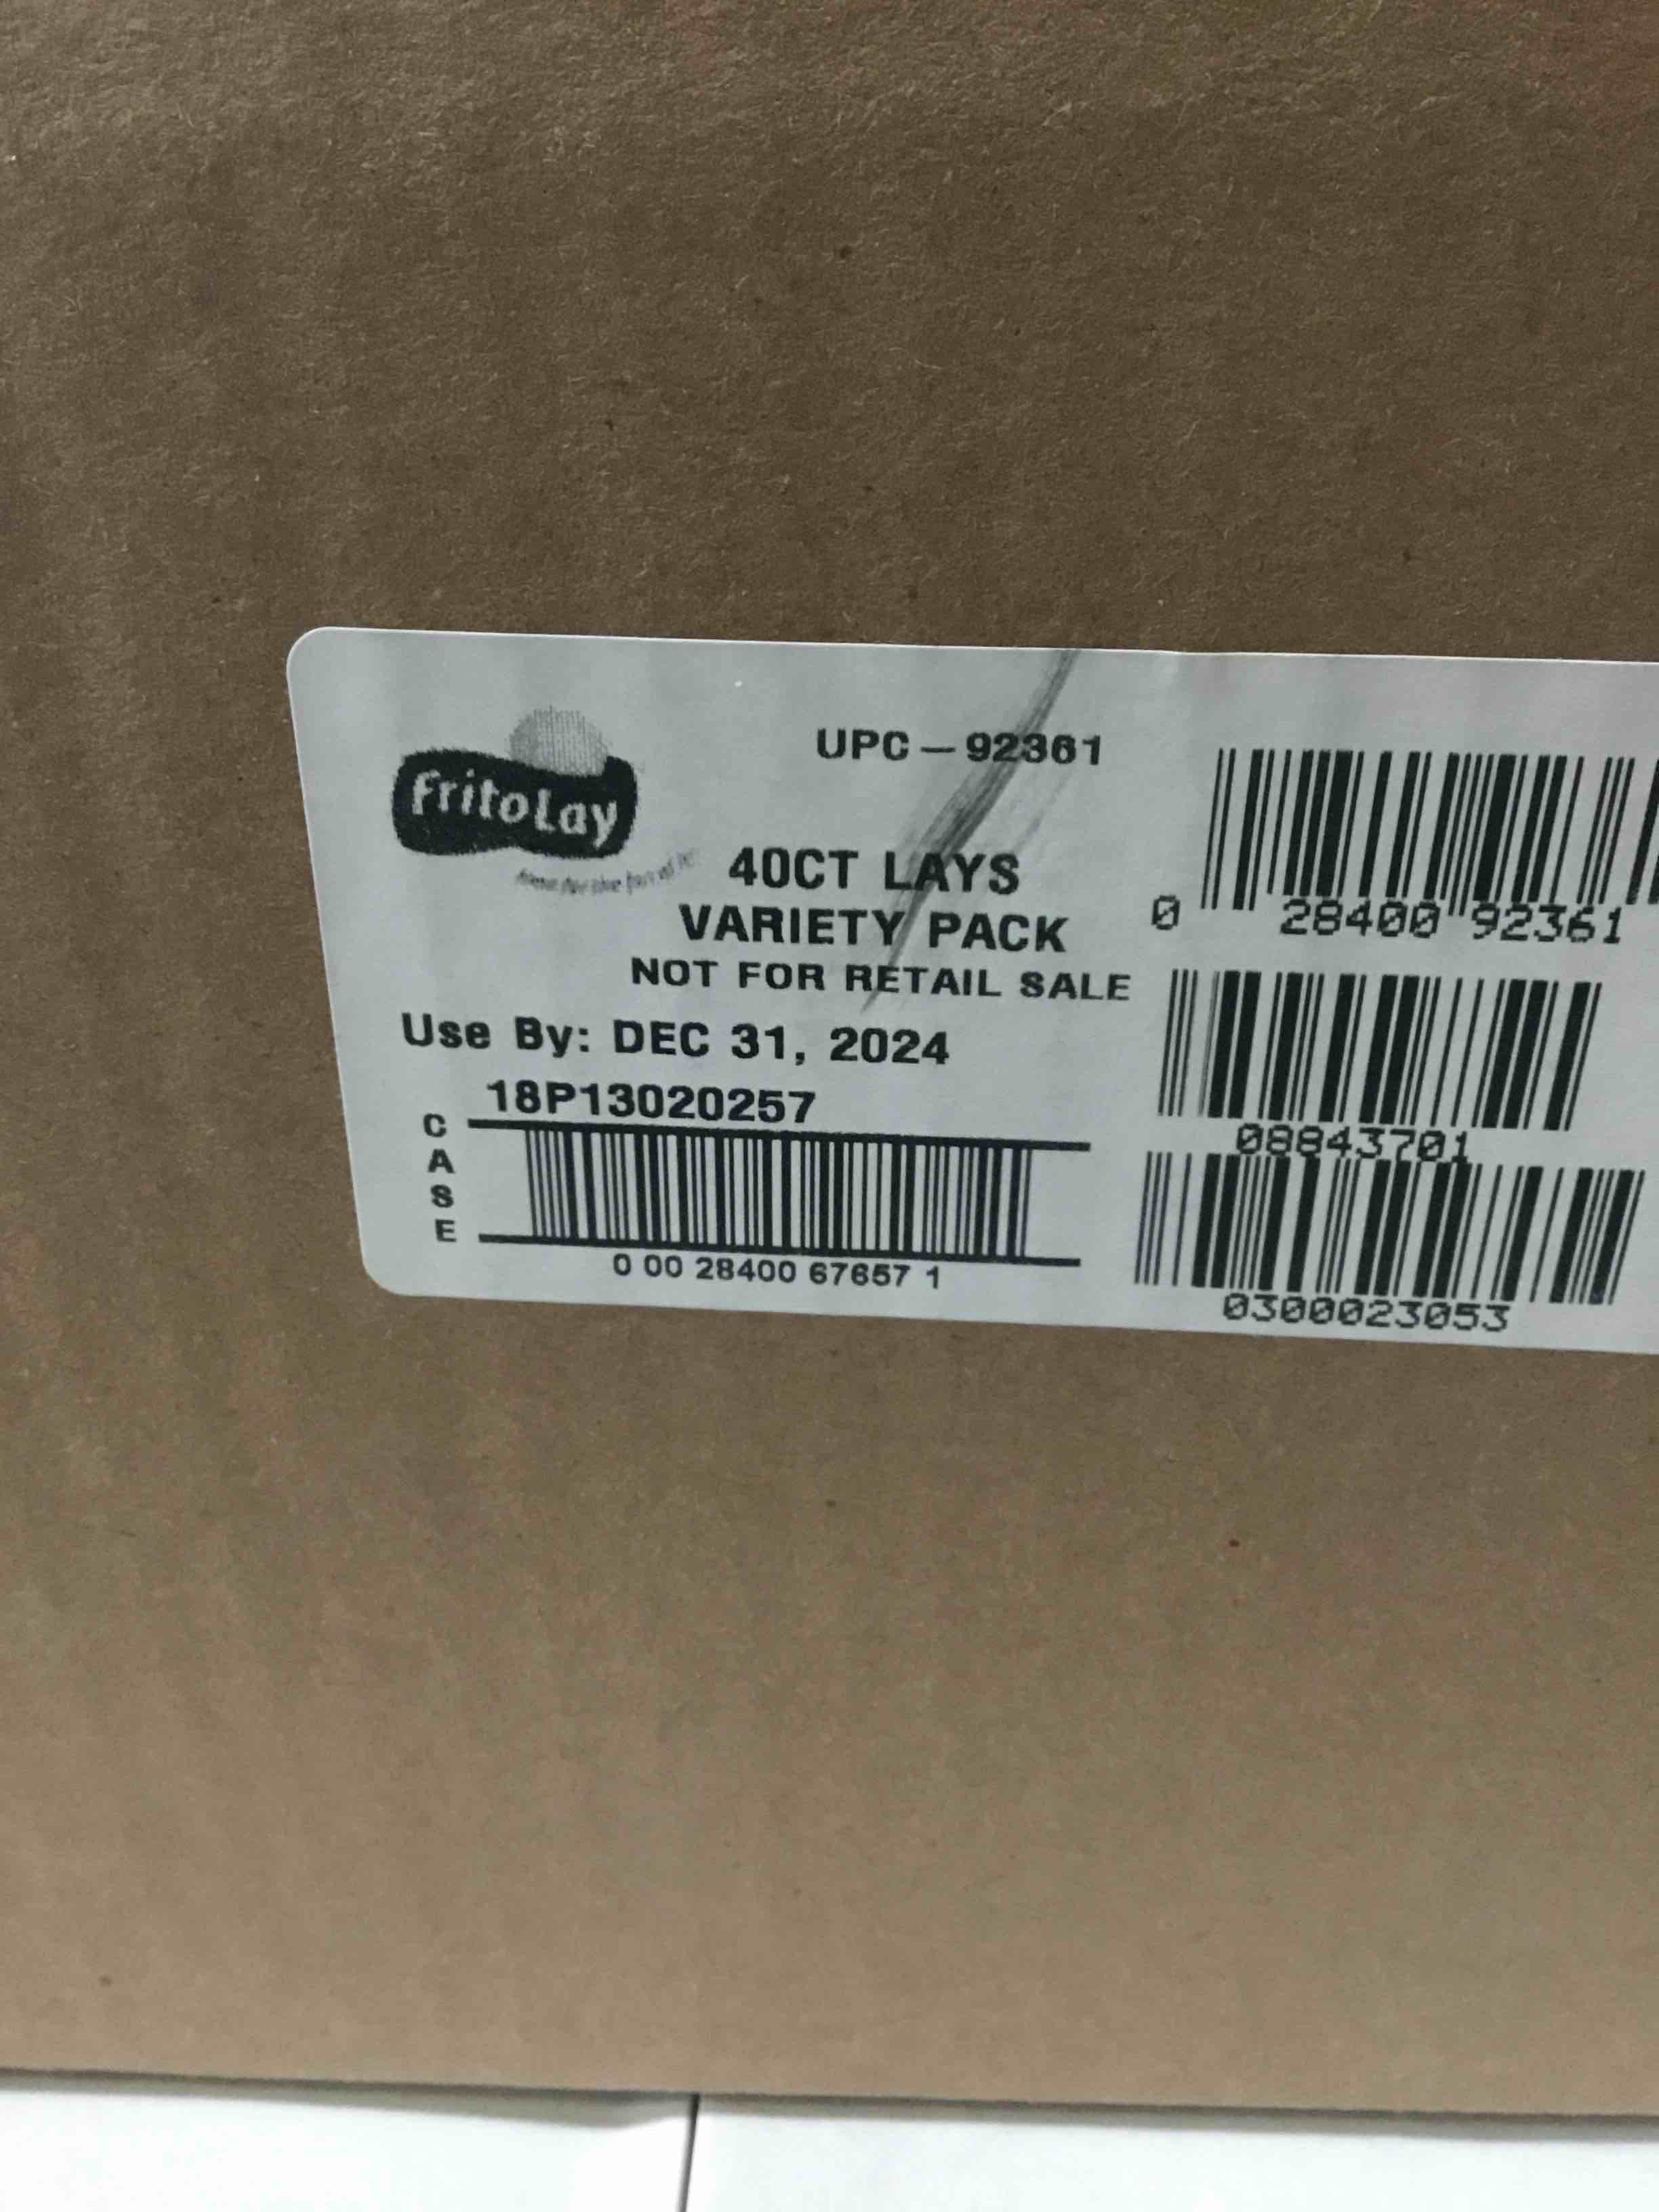 FritoLay
UPC — 92361
40CT LAYS
VARIETY PACK
NOT FOR RETAIL SALE
Use By: DEC 31, 2024
18P13020257
CASE
0 00 28400 67657 1
0 28400 92361
08843701
0300023053